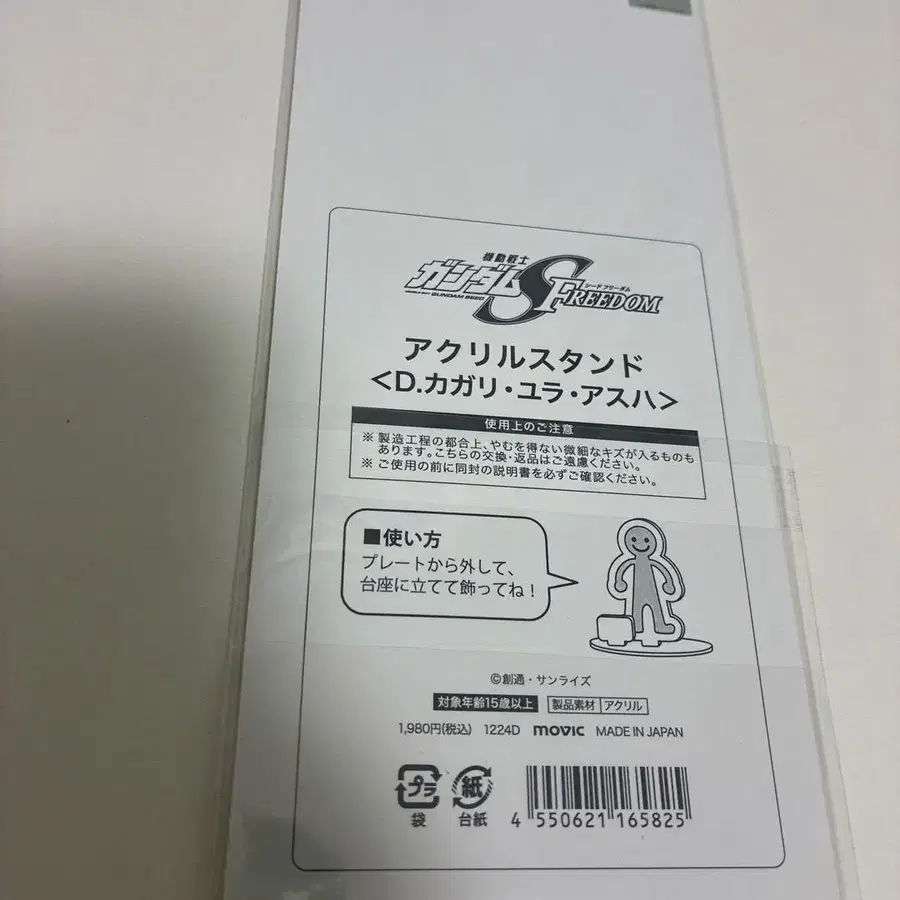 機動戦士
ガンダムSEED FREEDOM
シード フリーダム
GUNDAM SEED
アクリルスタンド
<D.カガリ・ユラ・アスハ>
使用上のご注意
※ 製造工程の都合上、やむを得ない微細なキズが入るものも
あります。こちらの交換・返品はご遠慮ください。
※ ご使用の前に同封の説明書を必ずご確認ください。
■使い方
プレートから外して、
台座に立てて飾ってね！
©創通・サンライズ
対象年齢15歳以上 製品素材 アクリル
1,980円(税込) 1224D movic MADE IN JAPAN
プラ 紙
袋 台紙
4 550621 165825